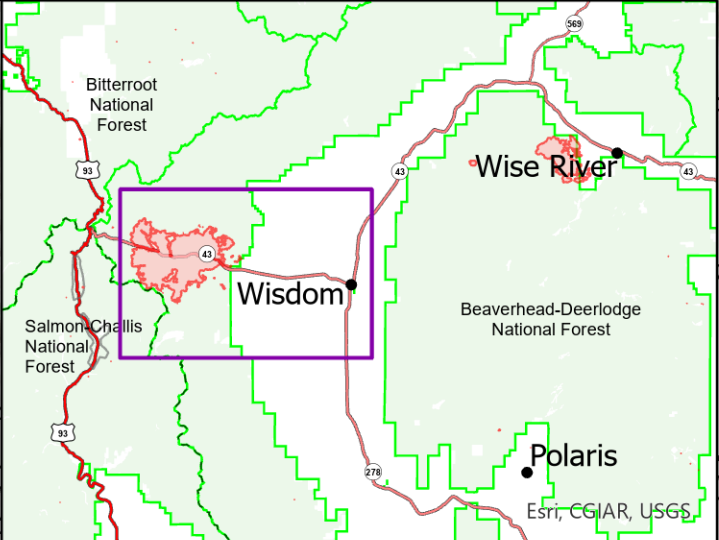 569
Bitterroot
National
Forest
93
43
Wise River
43
43
Wisdom
Beaverhead-Deerlodge
National Forest
Salmon-Challis
National
Forest
93
278
Polaris
Esri, CGIAR, USGS